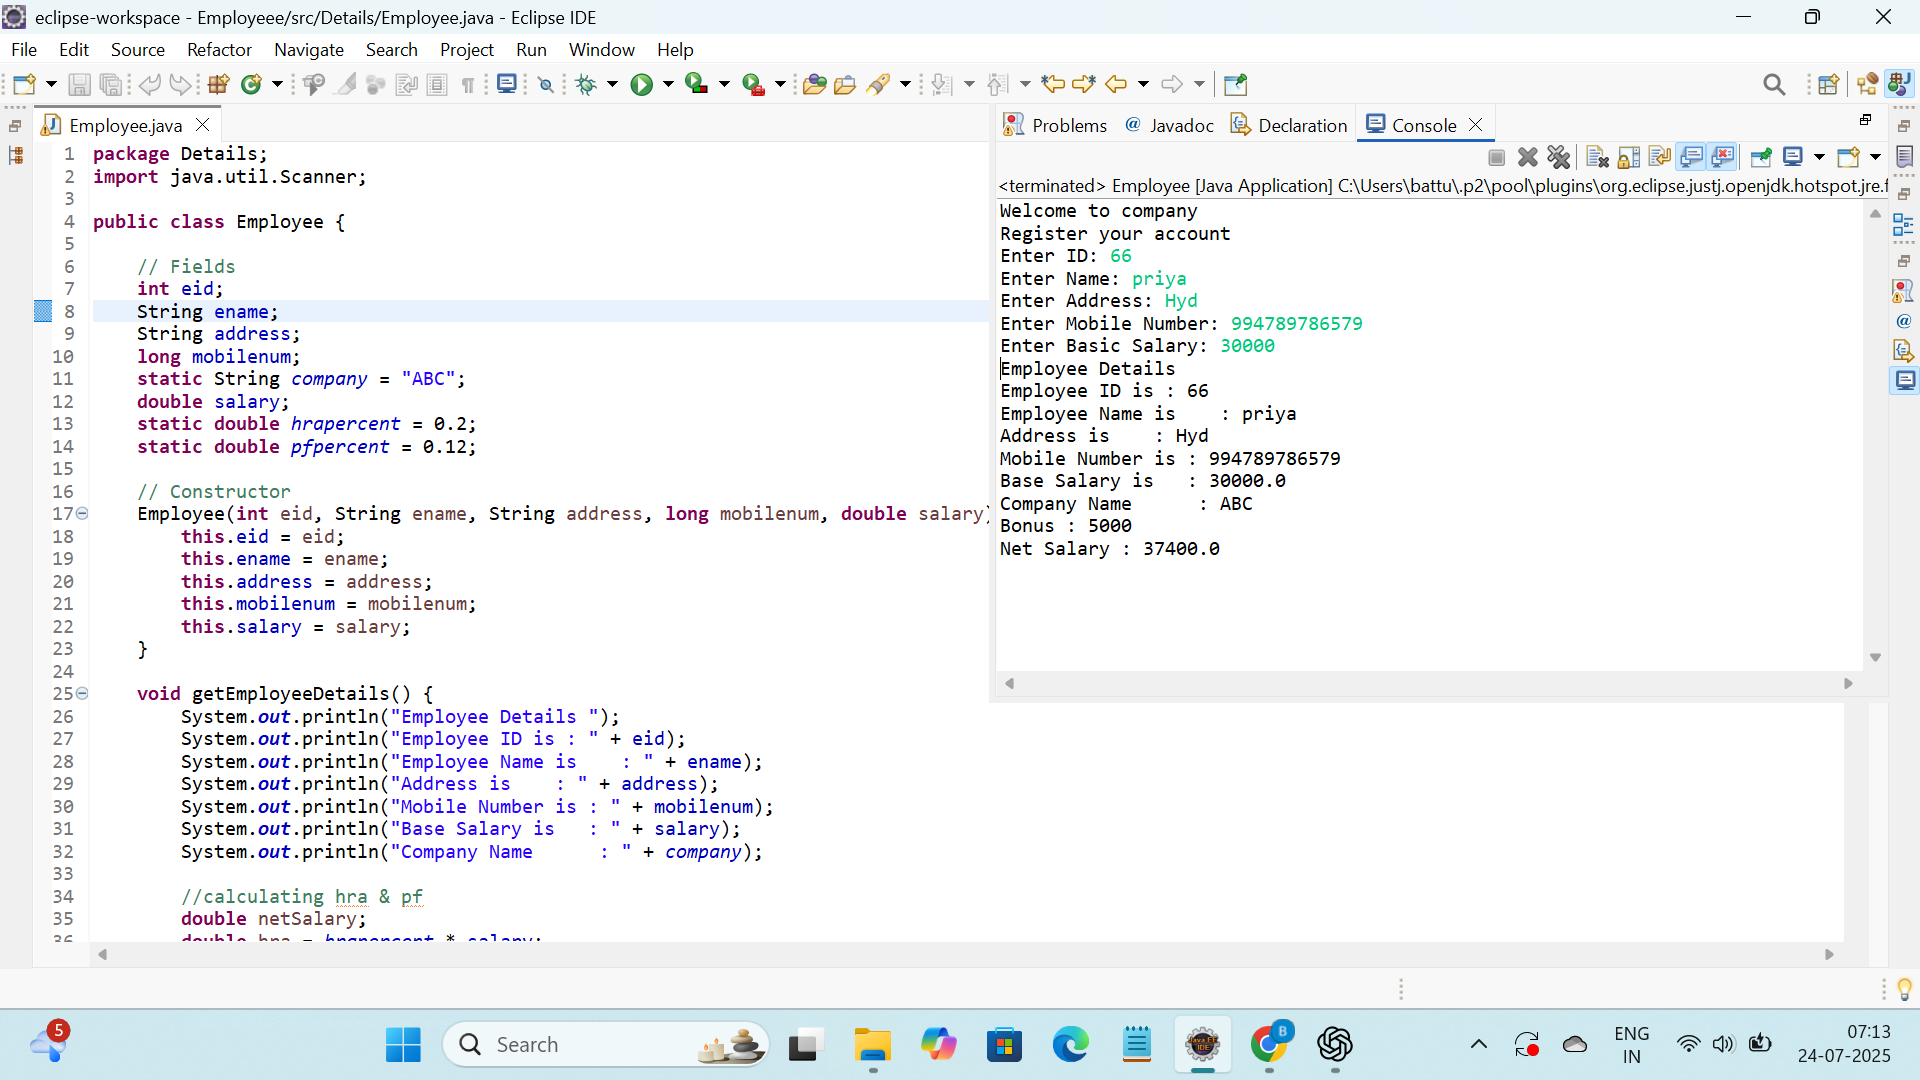 eclipse-workspace - Employeee/src/Details/Employee.java - Eclipse IDE
File Edit Source Refactor Navigate Search Project Run Window Help
Employee.java
1 package Details;
2 import java.util.Scanner;
3
4 public class Employee {
5
6 // Fields
7 int eid;
8 String ename;
9 String address;
10 long mobilenum;
11 static String company = "ABC";
12 double salary;
13 static double hrapercent = 0.2;
14 static double pfpercent = 0.12;
15
16 // Constructor
17 Employee(int eid, String ename, String address, long mobilenum, double salary)
18 this.eid = eid;
19 this.ename = ename;
20 this.address = address;
21 this.mobilenum = mobilenum;
22 this.salary = salary;
23 }
24
25 void getEmployeeDetails() {
26 System.out.println("Employee Details ");
27 System.out.println("Employee ID is : " + eid);
28 System.out.println("Employee Name is    : " + ename);
29 System.out.println("Address is    : " + address);
30 System.out.println("Mobile Number is : " + mobilenum);
31 System.out.println("Base Salary is   : " + salary);
32 System.out.println("Company Name      : " + company);
33
34 //calculating hra & pf
35 double netSalary;
36 double hra = hrapercent * salary;
Problems Javadoc Declaration Console
<terminated> Employee [Java Application] C:\Users\battu\.p2\pool\plugins\org.eclipse.justj.openjdk.hotspot.jre.f
Welcome to company
Register your account
Enter ID: 66
Enter Name: priya
Enter Address: Hyd
Enter Mobile Number: 994789786579
Enter Basic Salary: 30000
Employee Details
Employee ID is : 66
Employee Name is    : priya
Address is    : Hyd
Mobile Number is : 994789786579
Base Salary is   : 30000.0
Company Name      : ABC
Bonus : 5000
Net Salary : 37400.0
5
Search
B
ENG
IN
07:13
24-07-2025